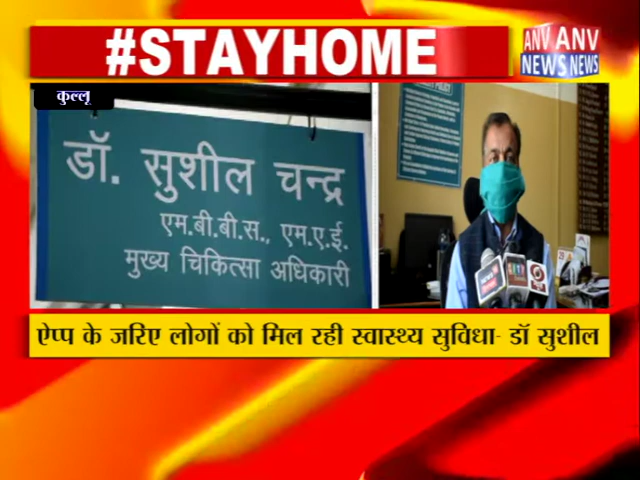 #STAYHOME
ANV ANV
NEWS NEWS
कुल्लू
डॉ. सुशील चन्द्र
एम.बी.बी.स., एम.ए.ई.
मुख्य चिकित्सा अधिकारी
ऐप्प के जरिए लोगों को मिल रही स्वास्थ्य सुविधा- डॉ सुशील